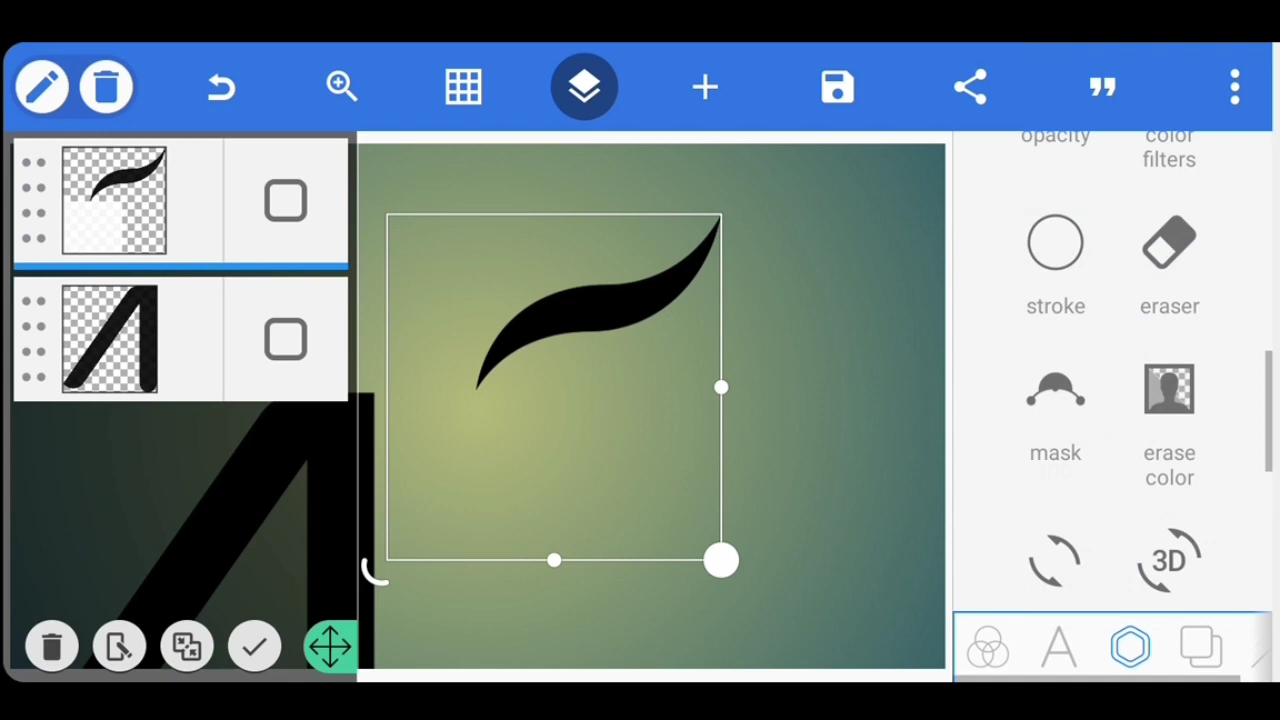 opacity
color
filters
stroke
eraser
mask
erase
color
3D
A